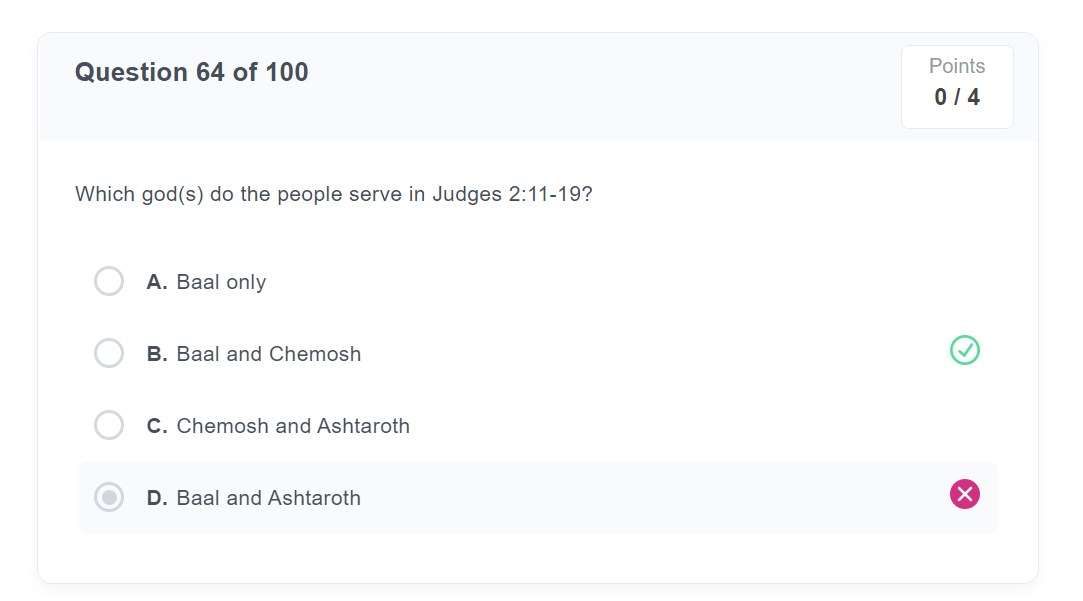 Question 64 of 100
Points
0 / 4
Which god(s) do the people serve in Judges 2:11-19?
A. Baal only
B. Baal and Chemosh
C. Chemosh and Ashtaroth
D. Baal and Ashtaroth